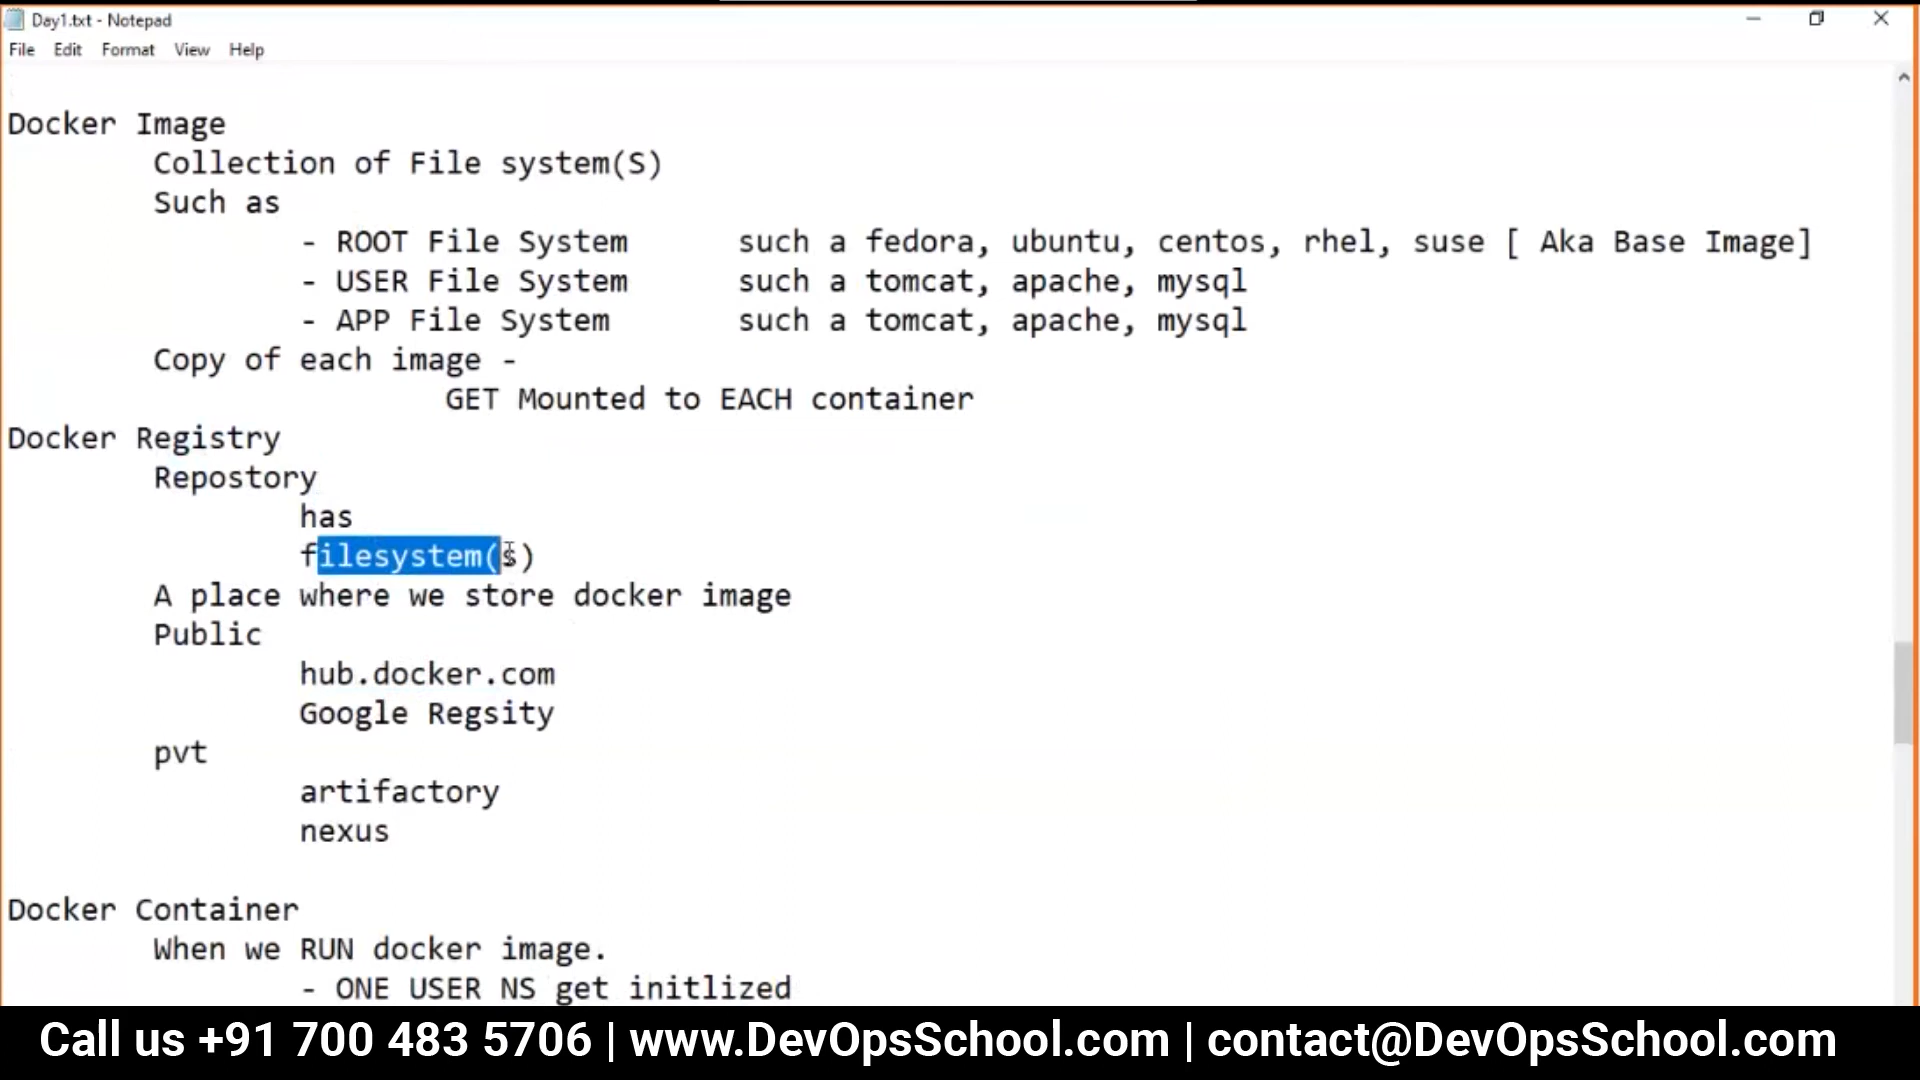 Day1.txt - Notepad
File Edit Format View Help
Docker Image
Collection of File system(S)
Such as
- ROOT File System such a fedora, ubuntu, centos, rhel, suse [ Aka Base Image]
- USER File System such a tomcat, apache, mysql
- APP File System such a tomcat, apache, mysql
Copy of each image -
GET Mounted to EACH container
Docker Registry
Repostory
has
filesystem(s)
A place where we store docker image
Public
hub.docker.com
Google Regsity
pvt
artifactory
nexus
Docker Container
When we RUN docker image.
- ONE USER NS get initlized
Call us +91 700 483 5706 | www.DevOpsSchool.com | contact@DevOpsSchool.com